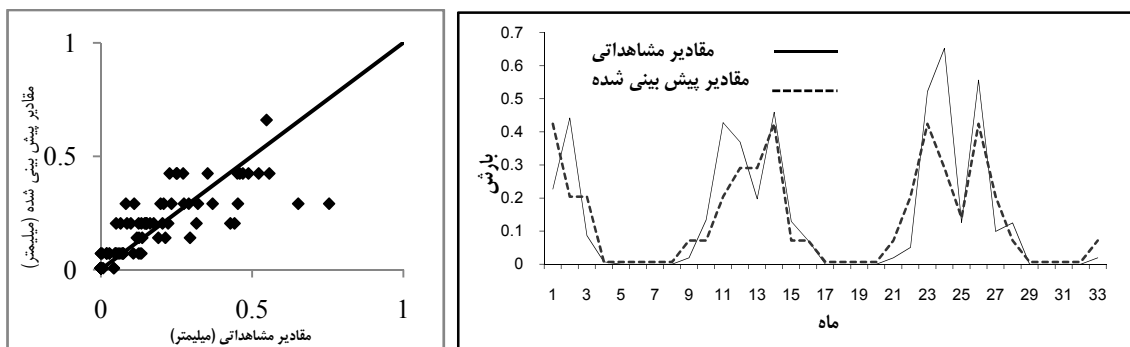 1
0.5
0
0
0.5
1
مقادیر پیش بینی شده (میلیمتر)
مقادیر مشاهداتی (میلیمتر)
مقادیر مشاهداتی
مقادیر پیش بینی شده
0.7
0.6
0.5
0.4
0.3
0.2
0.1
0
بارش
1 3 5 7 9 11 13 15 17 19 21 23 25 27 29 31 33
ماه